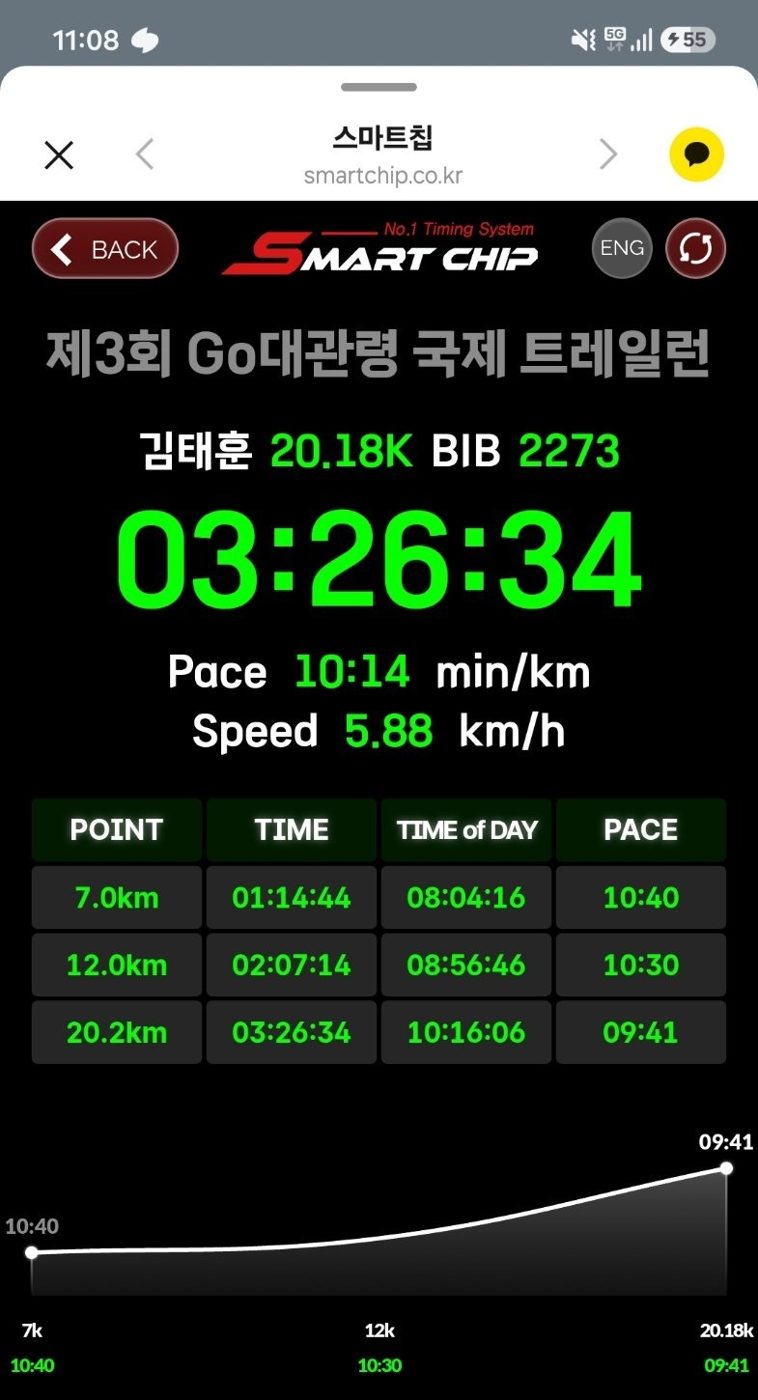 11:08 5G 55
스마트칩
smartchip.co.kr
BACK No.1 Timing System SMART CHIP ENG
제3회 Go대관령 국제 트레일런
김태훈 20.18K BIB 2273
03:26:34
Pace 10:14 min/km
Speed 5.88 km/h
POINT TIME TIME of DAY PACE
7.0km 01:14:44 08:04:16 10:40
12.0km 02:07:14 08:56:46 10:30
20.2km 03:26:34 10:16:06 09:41
09:41
10:40
7k 12k 20.18k
10:40 10:30 09:41